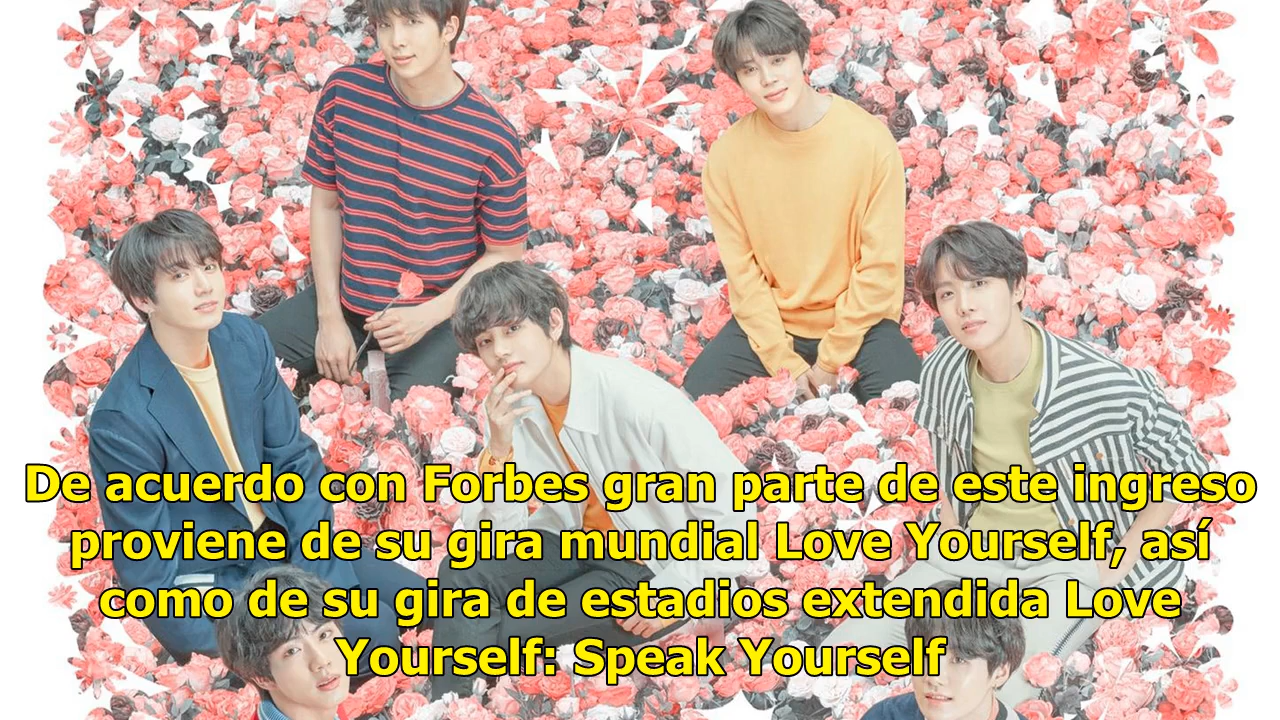 De acuerdo con Forbes gran parte de este ingreso
proviene de su gira mundial Love Yourself, así
como de su gira de estadios extendida Love
Yourself: Speak Yourself